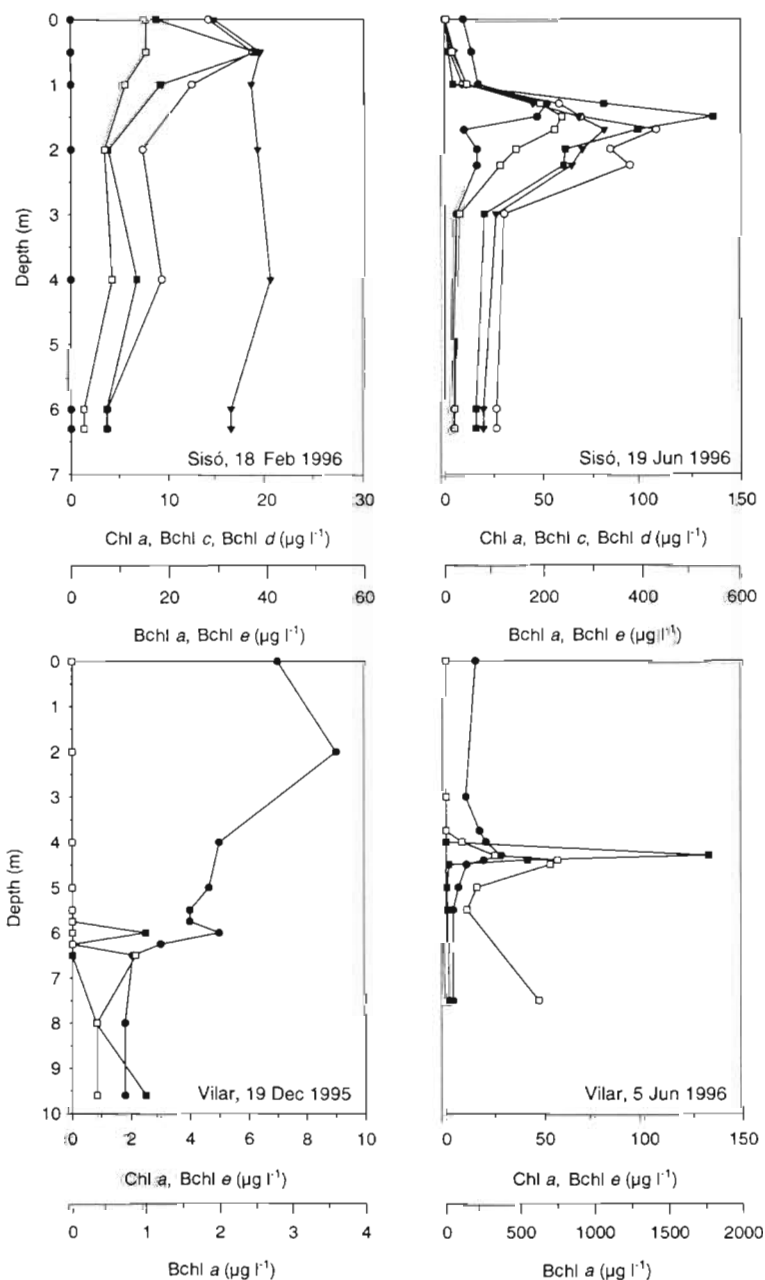 0
1
2
3
4
5
6
7
Depth (m)
Sisó, 18 Feb 1996
0 10 20 30
Chl a, Bchl c, Bchl d (µg l-1)
0 20 40 60
Bchl a, Bchl e (µg l-1)
Sisó, 19 Jun 1996
0 50 100 150
Chl a, Bchl c, Bchl d (µg l-1)
0 200 400 600
Bchl a, Bchl e (µg l-1)
0
1
2
3
4
5
6
7
8
9
10
Depth (m)
Vilar, 19 Dec 1995
0 2 4 6 8 10
Chl a, Bchl e (µg l-1)
0 1 2 3 4
Bchl a (µg l-1)
Vilar, 5 Jun 1996
0 50 100 150
Chl a, Bchl e (µg l-1)
0 500 1000 1500 2000
Bchl a (µg l-1)